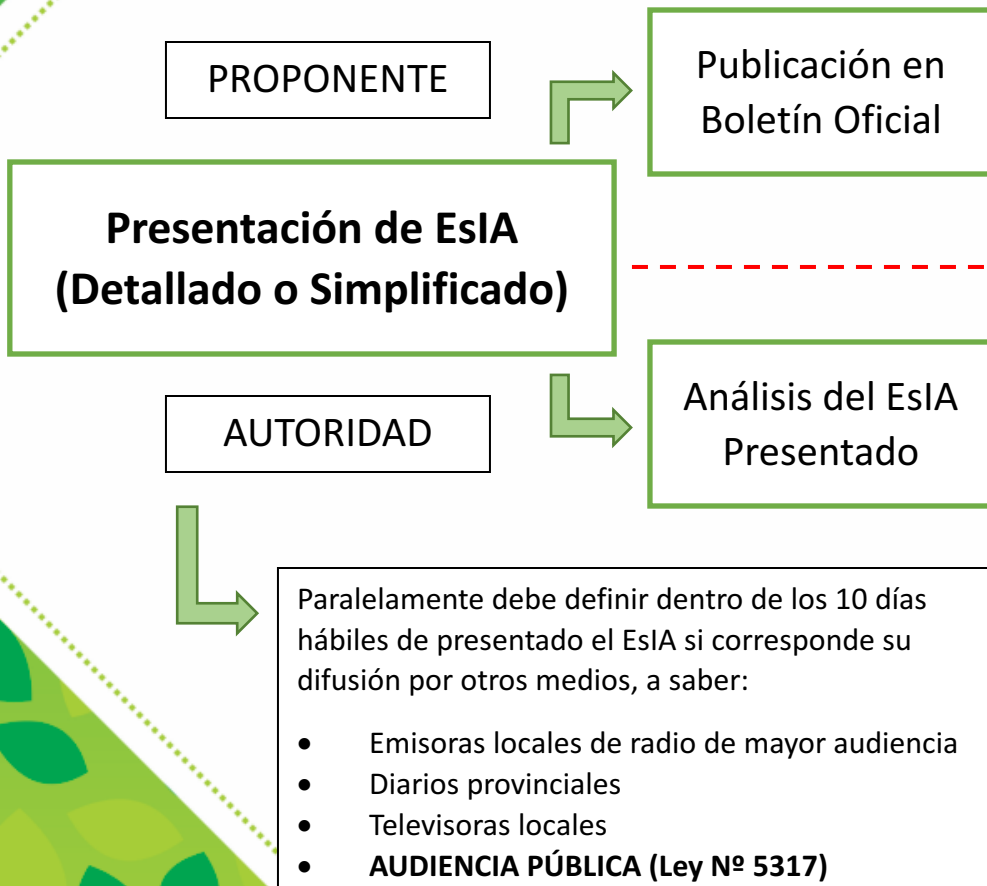 PROPONENTE
Publicación en
Boletín Oficial
Presentación de EsIA
(Detallado o Simplificado)
Análisis del EsIA
Presentado
AUTORIDAD
Paralelamente debe definir dentro de los 10 días
hábiles de presentado el EsIA si corresponde su
difusión por otros medios, a saber:
• Emisoras locales de radio de mayor audiencia
• Diarios provinciales
• Televisoras locales
• AUDIENCIA PÚBLICA (Ley Nº 5317)